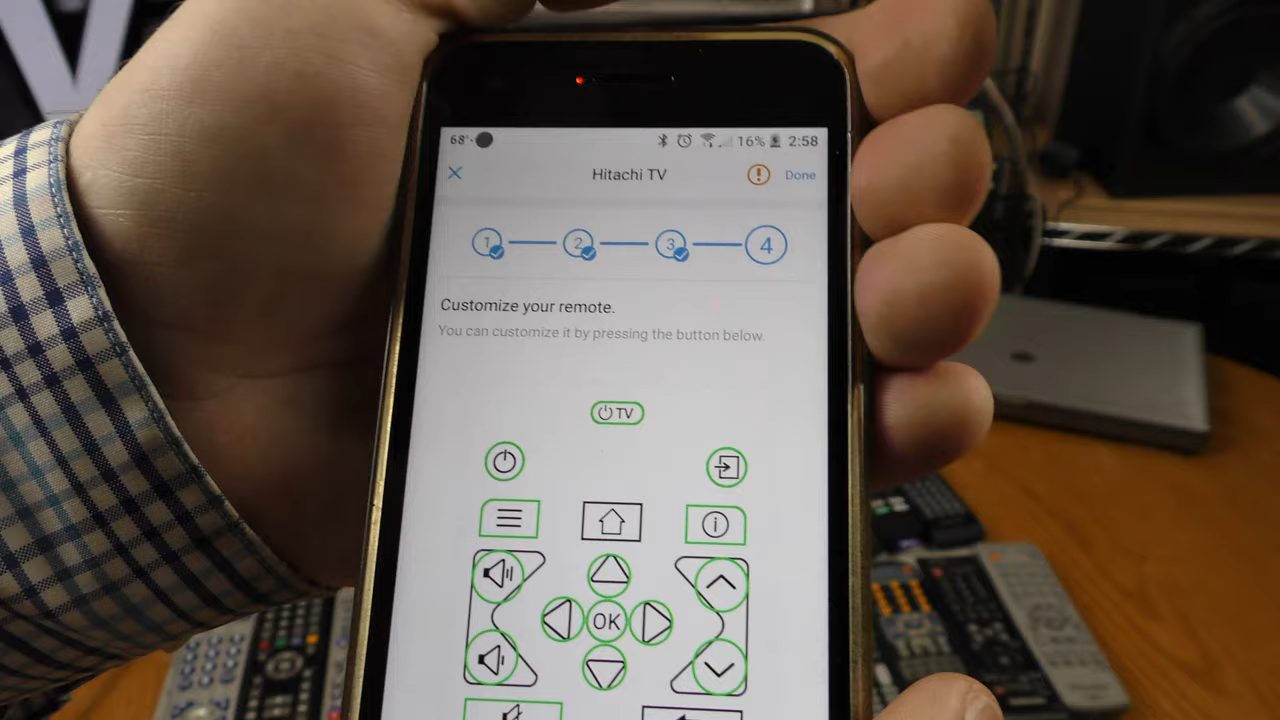 68°
16% 2:58
Hitachi TV
Done
1 2 3 4
Customize your remote.
You can customize it by pressing the button below.
TV
OK